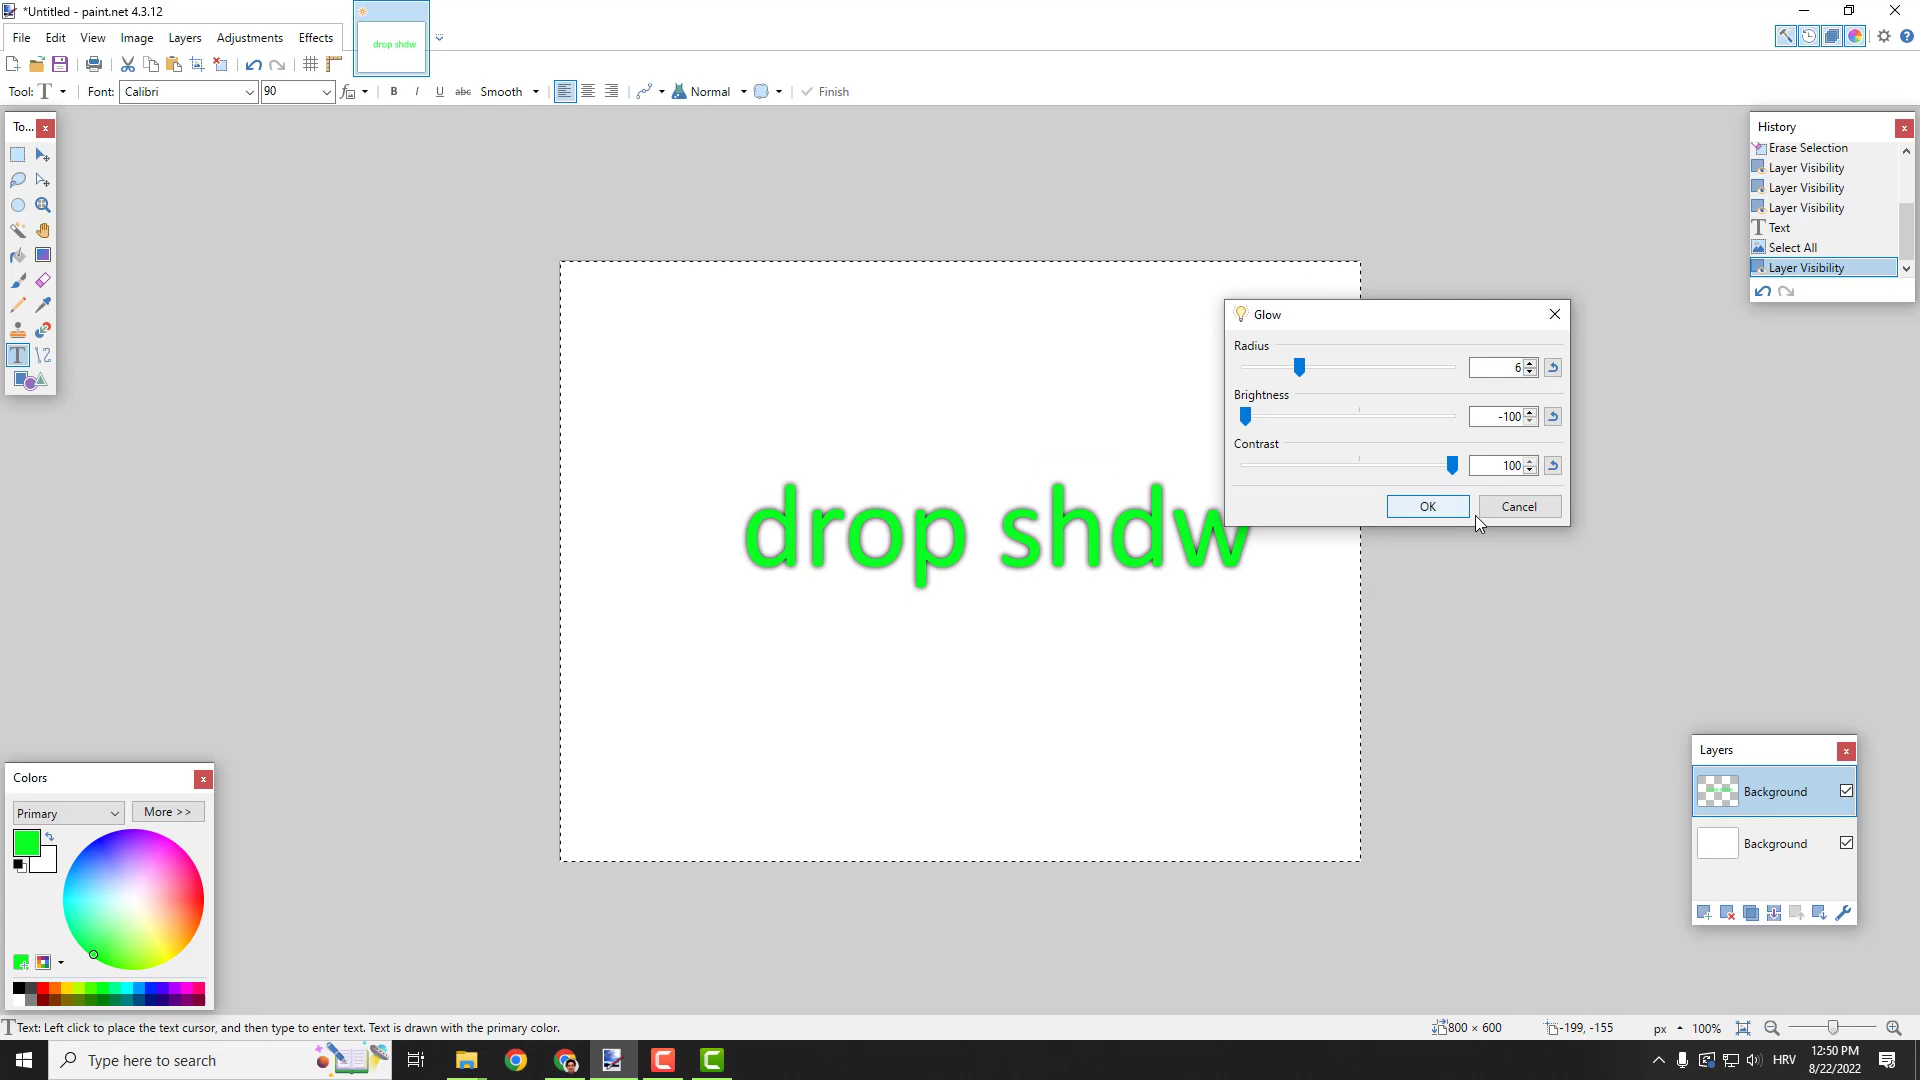 *Untitled - paint.net 4.3.12
File Edit View Image Layers Adjustments Effects
drop shdw
Tool: Font: Calibri 90 B I U abc Smooth Normal Finish
To...
History
Erase Selection
Layer Visibility
Layer Visibility
Layer Visibility
Text
Select All
Layer Visibility
Glow
Radius
6
Brightness
-100
Contrast
100
OK Cancel
drop shdw
Layers
Background
Background
Colors
Primary More >>
Text: Left click to place the text cursor, and then type to enter text. Text is drawn with the primary color.
800 × 600 -199, -155 px 100%
Type here to search
HRV
12:50 PM
8/22/2022